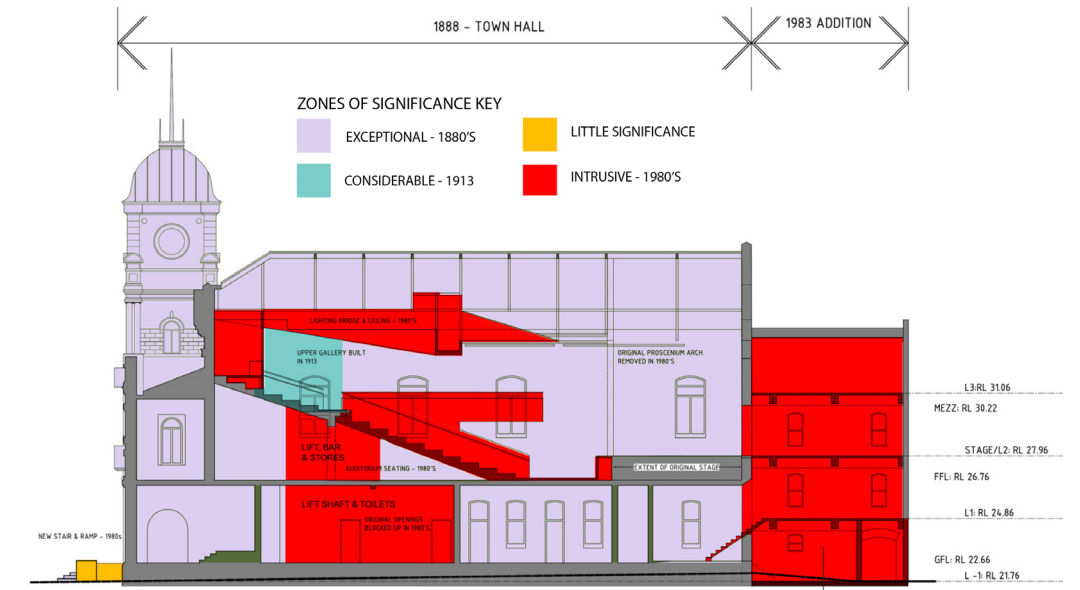 1888 - TOWN HALL
1983 ADDITION
ZONES OF SIGNIFICANCE KEY
EXCEPTIONAL - 1880'S
LITTLE SIGNIFICANCE
CONSIDERABLE - 1913
INTRUSIVE - 1980'S
LIGHTING BRIDGE & CEILING - 1980'S
UPPER GALLERY BUILT
IN 1913
ORIGINAL PROSCENIUM ARCH
REMOVED IN 1980'S
L3:RL 31.06
MEZZ: RL 30.22
LIFT, BAR
& STORES
AUDITORIUM SEATING - 1980'S
EXTENT OF ORIGINAL STAGE
STAGE/L2: RL 27.96
FFL: RL 26.76
LIFT SHAFT & TOILETS
ORIGINAL OPENINGS
BLOCKED UP IN 1980'S
L1: RL 24.86
NEW STAIR & RAMP - 1980s
GFL: RL 22.66
L -1: RL 21.76